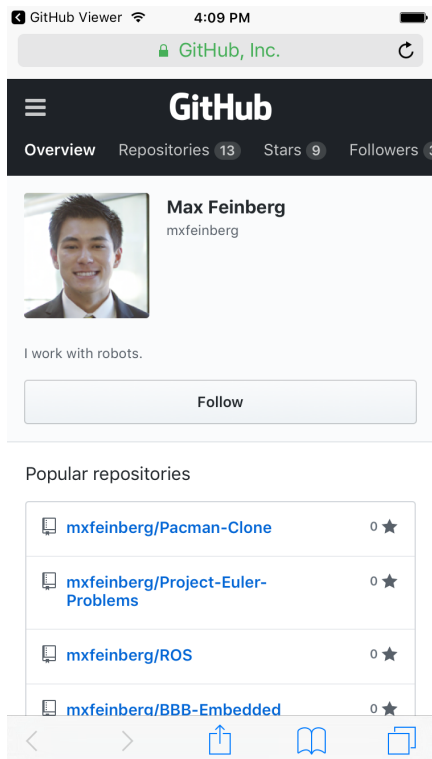 GitHub Viewer 4:09 PM
GitHub, Inc.
GitHub
Overview Repositories 13 Stars 9 Followers
Max Feinberg
mxfeinberg
I work with robots.
Follow
Popular repositories
mxfeinberg/Pacman-Clone 0
mxfeinberg/Project-Euler-
Problems 0
mxfeinberg/ROS 0
mxfeinberg/BBB-Embedded 0